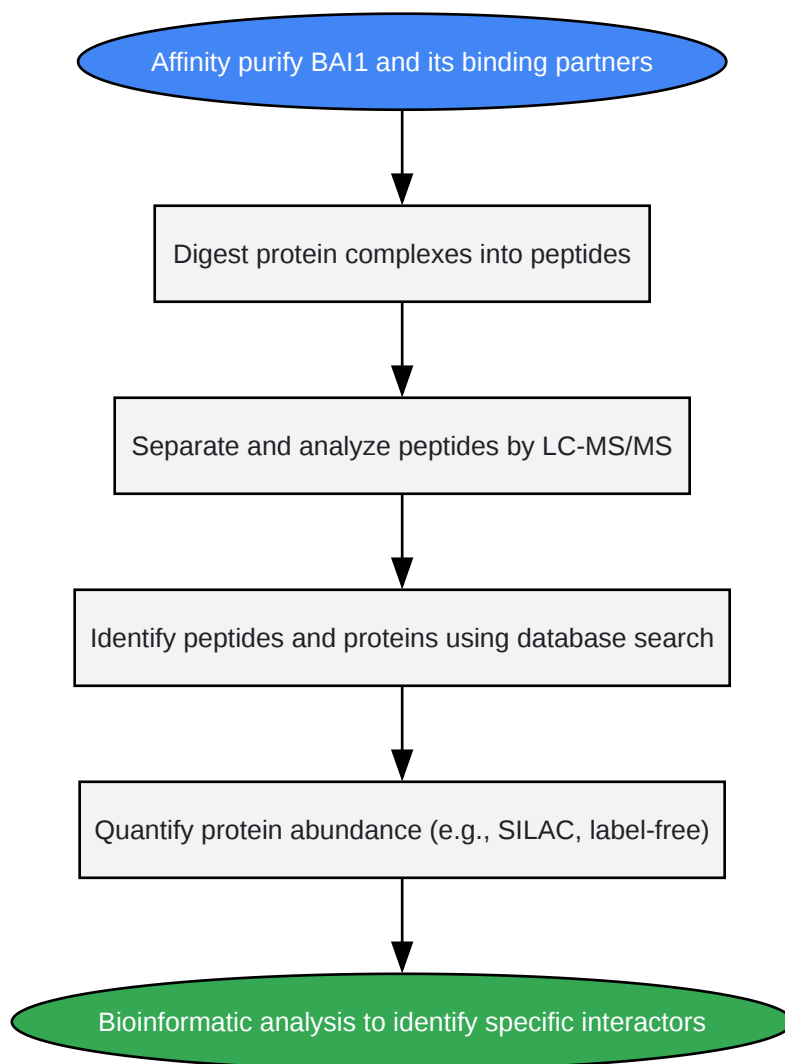 Affinity purify BAI1 and its binding partners
Digest protein complexes into peptides
Separate and analyze peptides by LC-MS/MS
Identify peptides and proteins using database search
Quantify protein abundance (e.g., SILAC, label-free)
Bioinformatic analysis to identify specific interactors